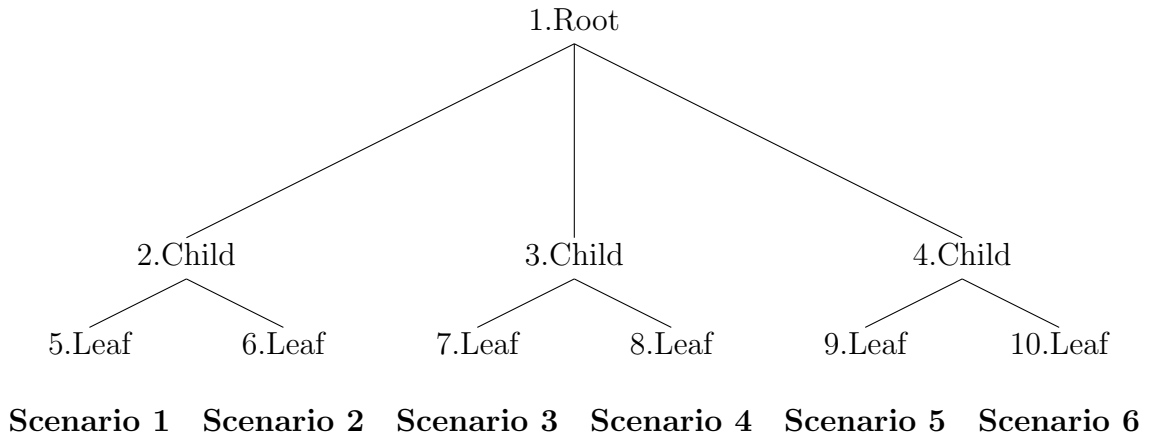 1.Root
2.Child 3.Child 4.Child
5.Leaf 6.Leaf 7.Leaf 8.Leaf 9.Leaf 10.Leaf
Scenario 1 Scenario 2 Scenario 3 Scenario 4 Scenario 5 Scenario 6